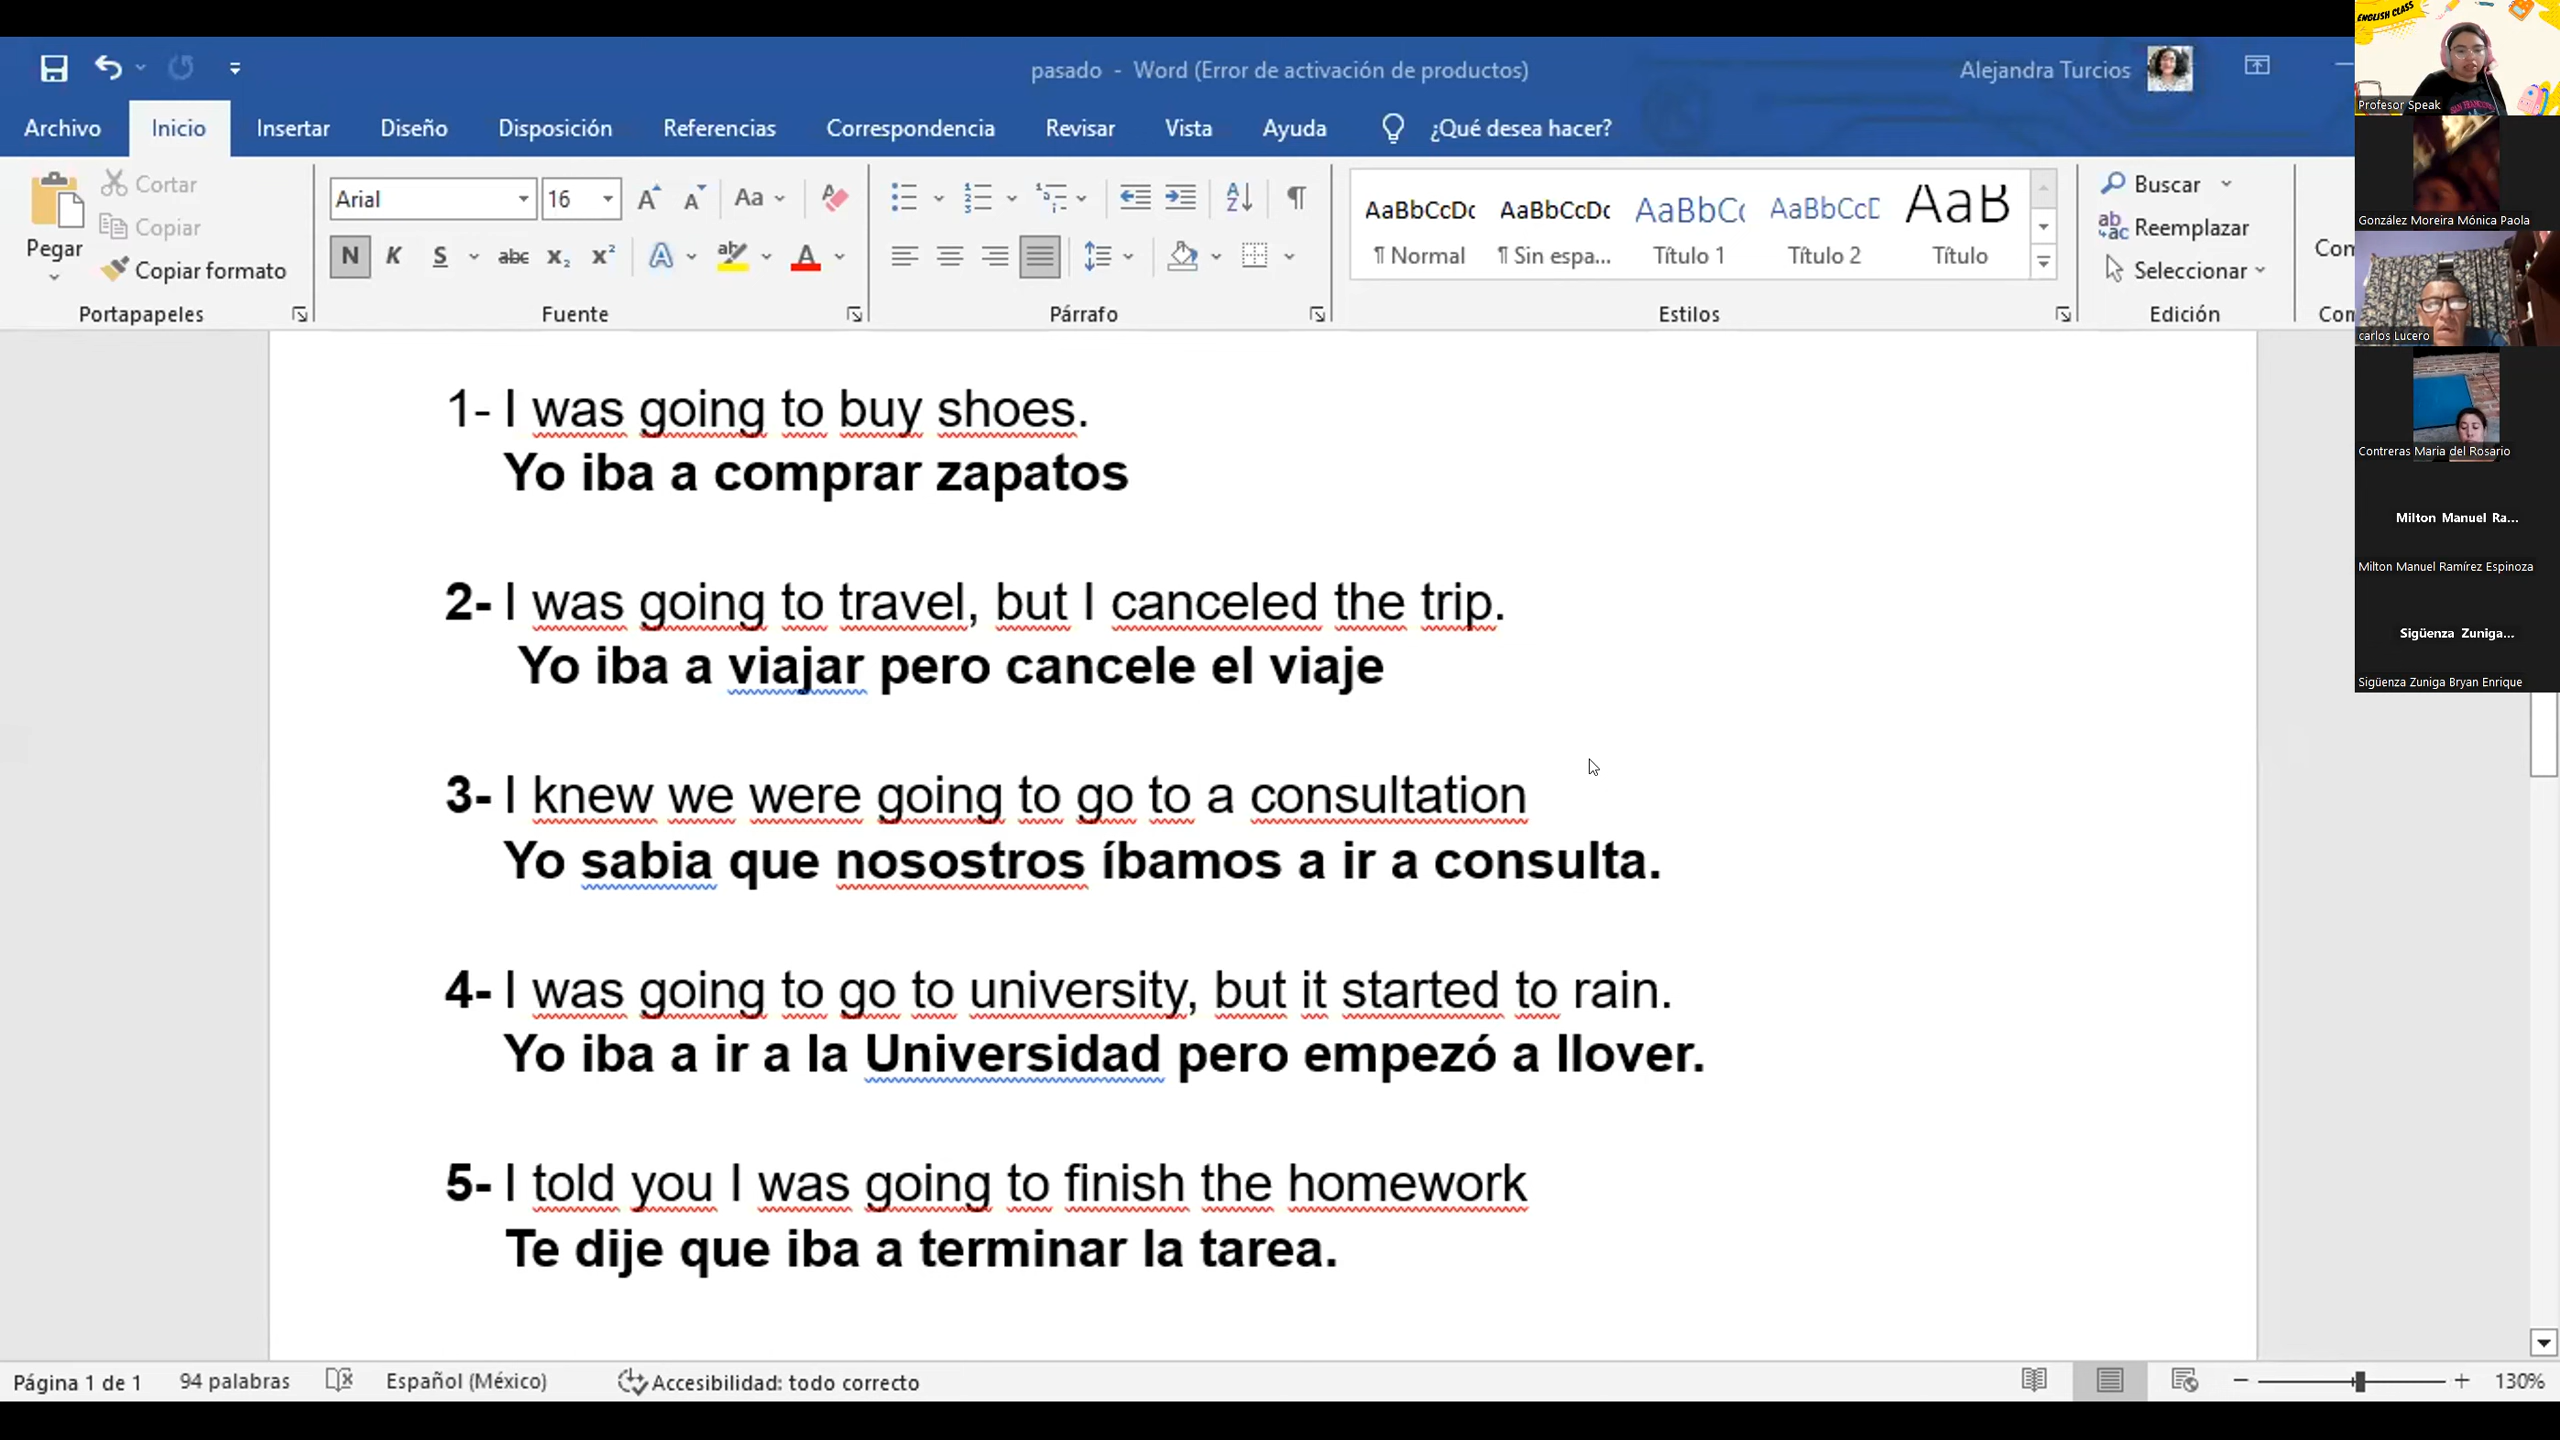 pasado - Word (Error de activación de productos)
Alejandra Turcios
Archivo Inicio Insertar Diseño Disposición Referencias Correspondencia Revisar Vista Ayuda ¿Qué desea hacer?
Pegar
Cortar
Copiar
Copiar formato
Portapapeles
Arial 16
Aa
N K S abc x₂ x²
Fuente
Párrafo
AaBbCcDc AaBbCcDc AaBbC AaBbCcD AaB
¶ Normal ¶ Sin espa... Título 1 Título 2 Título
Estilos
Buscar
Reemplazar
Seleccionar
Edición
1- I was going to buy shoes.
Yo iba a comprar zapatos
2- I was going to travel, but I canceled the trip.
Yo iba a viajar pero cancele el viaje
3- I knew we were going to go to a consultation
Yo sabia que nosostros íbamos a ir a consulta.
4- I was going to go to university, but it started to rain.
Yo iba a ir a la Universidad pero empezó a llover.
5- I told you I was going to finish the homework
Te dije que iba a terminar la tarea.
Página 1 de 1 94 palabras Español (México) Accesibilidad: todo correcto 130%
ENGLISH CLASS
Profesor Speak
González Moreira Mónica Paola
carlos Lucero
Contreras Maria del Rosario
Milton Manuel Ra...
Milton Manuel Ramírez Espinoza
Sigüenza Zuniga...
Sigüenza Zuniga Bryan Enrique